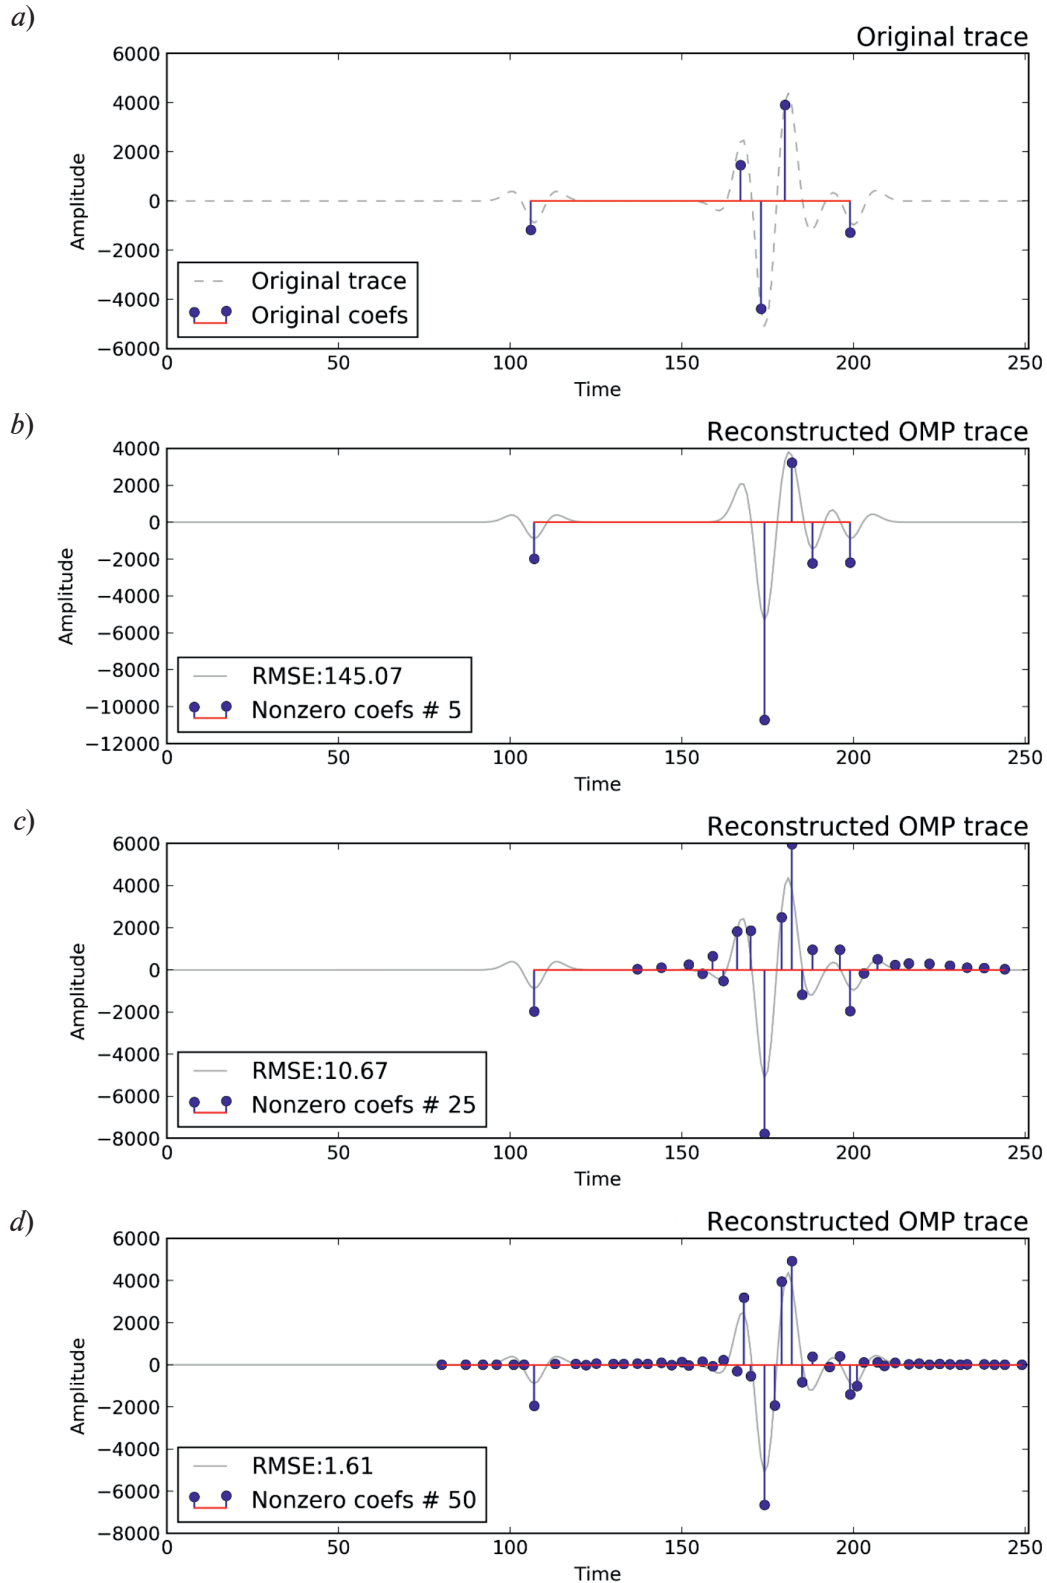 a)
Original trace
6000
4000
2000
0
−2000
−4000
−6000
Amplitude
Original trace
Original coefs
0 50 100 150 200 250
Time
b)
Reconstructed OMP trace
4000
2000
0
−2000
−4000
−6000
−8000
−10000
−12000
Amplitude
RMSE:145.07
Nonzero coefs # 5
0 50 100 150 200 250
Time
c)
Reconstructed OMP trace
6000
4000
2000
0
−2000
−4000
−6000
−8000
Amplitude
RMSE:10.67
Nonzero coefs # 25
0 50 100 150 200 250
Time
d)
Reconstructed OMP trace
6000
4000
2000
0
−2000
−4000
−6000
−8000
Amplitude
RMSE:1.61
Nonzero coefs # 50
0 50 100 150 200 250
Time